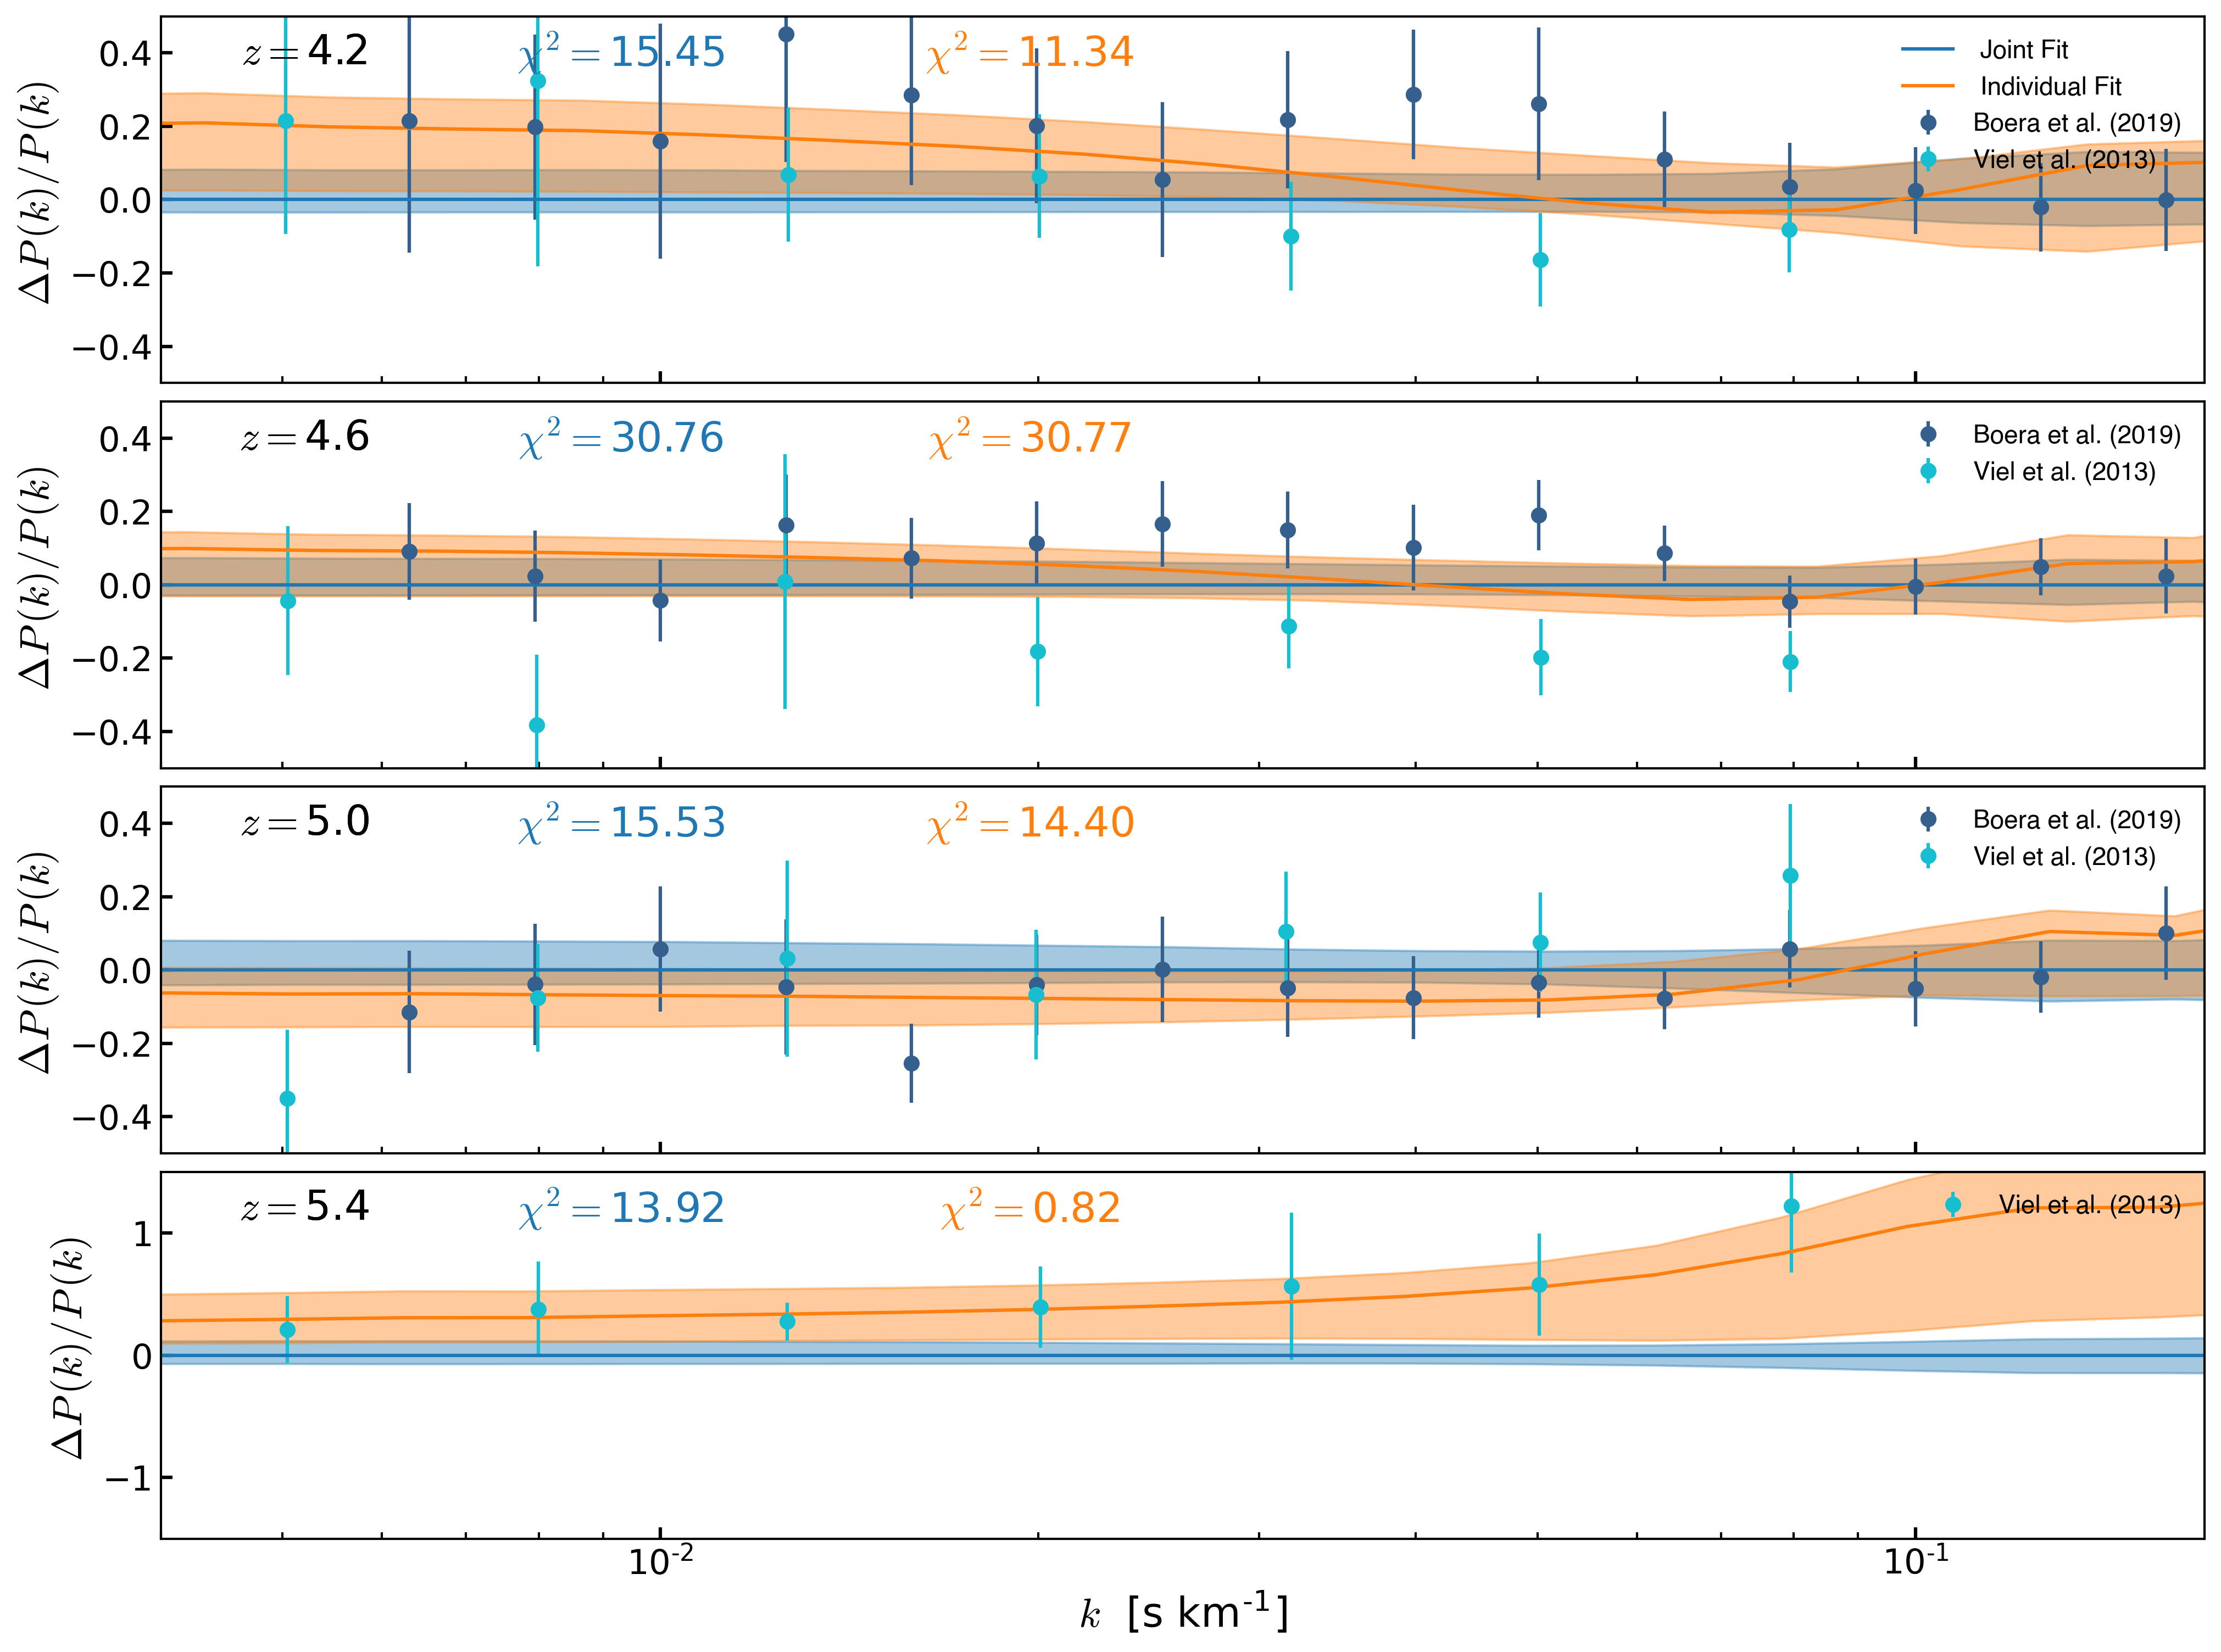 z = 4.2 χ² = 15.45 χ² = 11.34
Joint Fit
Individual Fit
Boera et al. (2019)
Viel et al. (2013)
0.4
0.2
0.0
−0.2
−0.4
ΔP(k)/P(k)
z = 4.6 χ² = 30.76 χ² = 30.77
Boera et al. (2019)
Viel et al. (2013)
0.4
0.2
0.0
−0.2
−0.4
ΔP(k)/P(k)
z = 5.0 χ² = 15.53 χ² = 14.40
Boera et al. (2019)
Viel et al. (2013)
0.4
0.2
0.0
−0.2
−0.4
ΔP(k)/P(k)
z = 5.4 χ² = 13.92 χ² = 0.82
Viel et al. (2013)
1
0
−1
ΔP(k)/P(k)
10⁻² 10⁻¹
k [s km⁻¹]